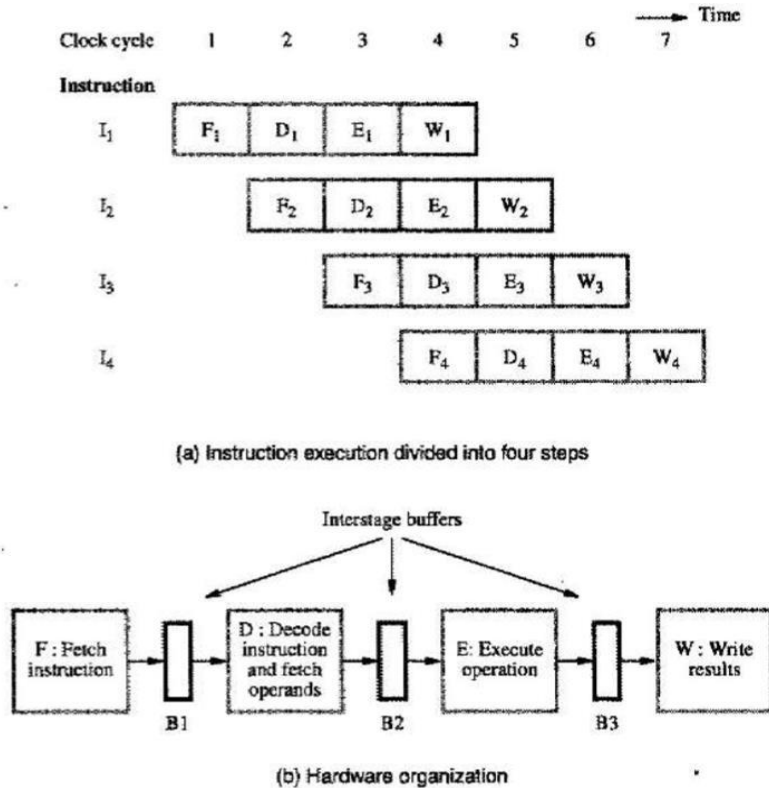 Time
Clock cycle 1 2 3 4 5 6 7
Instruction
I1 F1 D1 E1 W1
I2 F2 D2 E2 W2
I3 F3 D3 E3 W3
I4 F4 D4 E4 W4
(a) Instruction execution divided into four steps
Interstage buffers
F : Fetch
instruction
D : Decode
instruction
and fetch
operands
E: Execute
operation
W : Write
results
B1 B2 B3
(b) Hardware organization